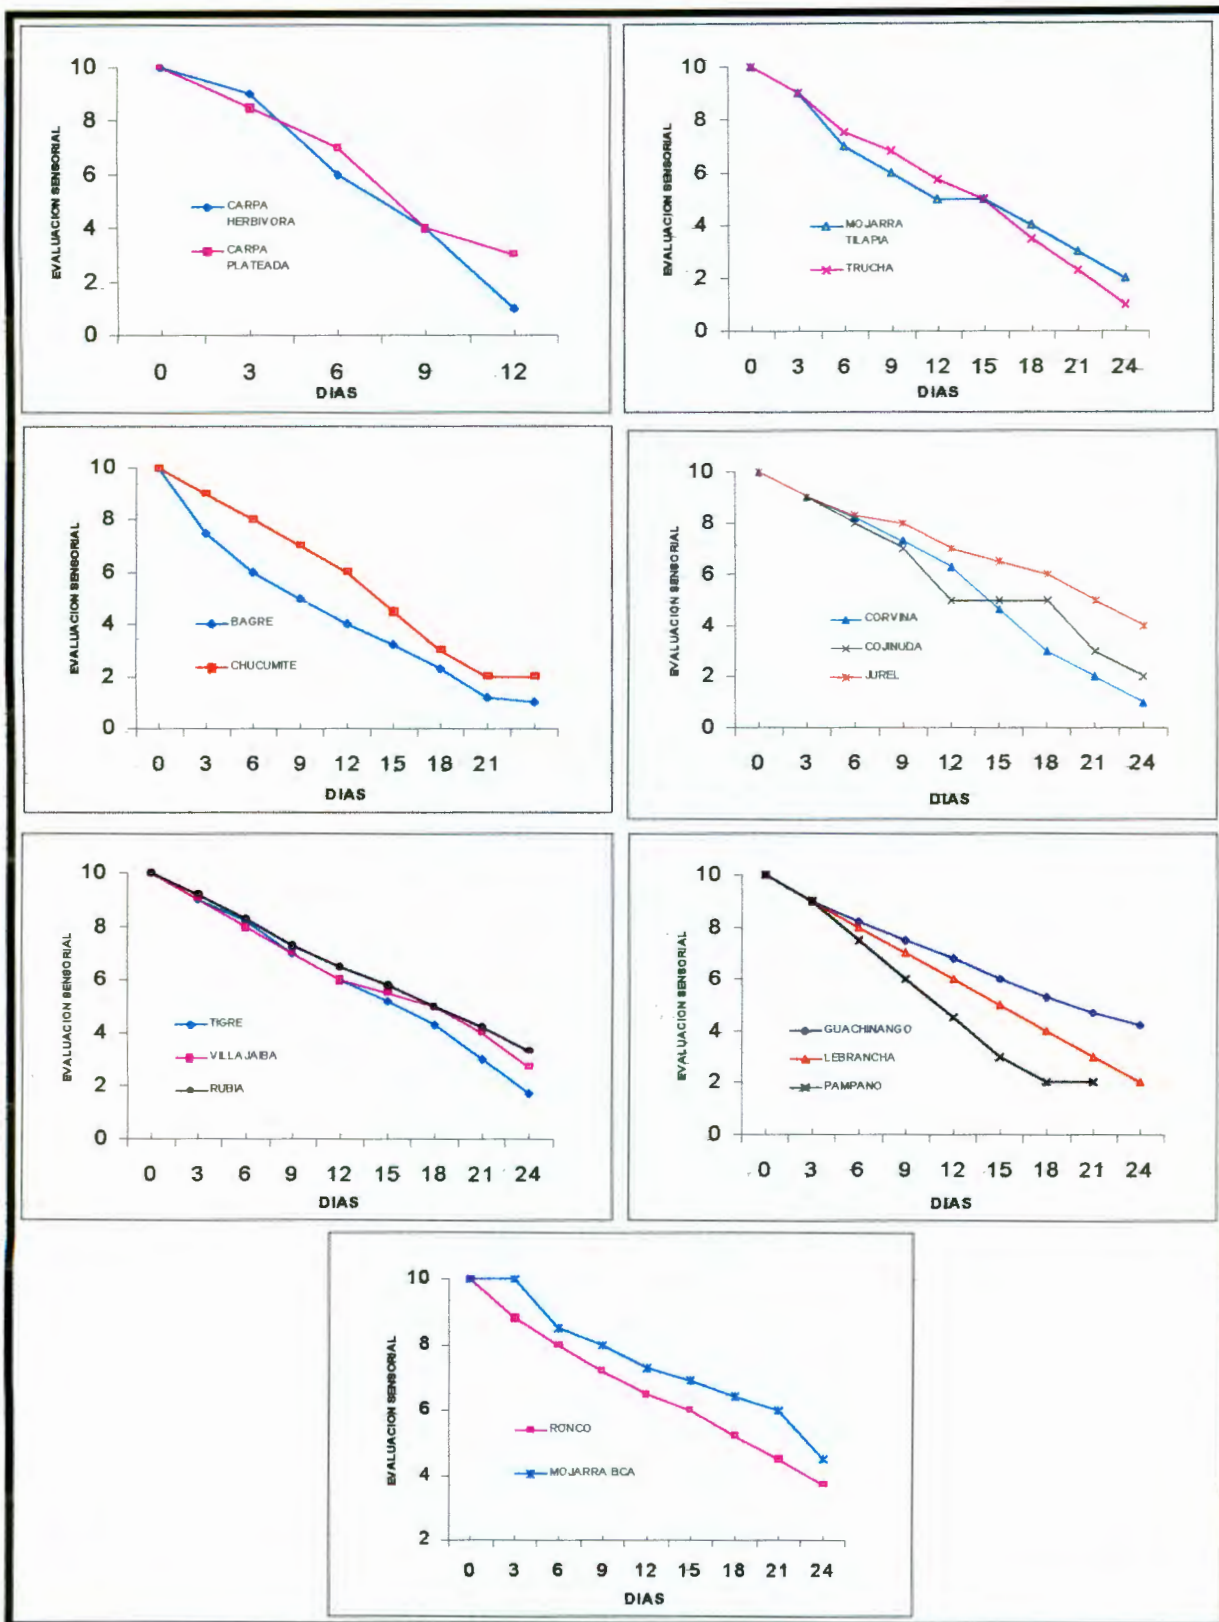 EVALUACION SENSORIAL
10
8
6
4
2
0
CARPA
HERBIVORA
CARPA
PLATEADA
0 3 6 9 12
DIAS
EVALUACION SENSORIAL
10
8
6
4
2
0
MOJARRA
TILAPIA
TRUCHA
0 3 6 9 12 15 18 21 24
DIAS
EVALUACION SENSORIAL
10
8
6
4
2
0
BAGRE
CHUCUMITE
0 3 6 9 12 15 18 21
DIAS
EVALUACION SENSORIAL
10
8
6
4
2
0
CORVINA
COJINUDA
JUREL
0 3 6 9 12 15 18 21 24
DIAS
EVALUACION SENSORIAL
10
8
6
4
2
0
TIGRE
VILLAJAIBA
RUBIA
0 3 6 9 12 15 18 21 24
DIAS
EVALUACION SENSORIAL
10
8
6
4
2
0
GUACHINANGO
LEBRANCHA
PAMPANO
0 3 6 9 12 15 18 21 24
DIAS
EVALUACION SENSORIAL
10
8
6
4
2
RONCO
MOJARRA BCA
0 3 6 9 12 15 18 21 24
DIAS